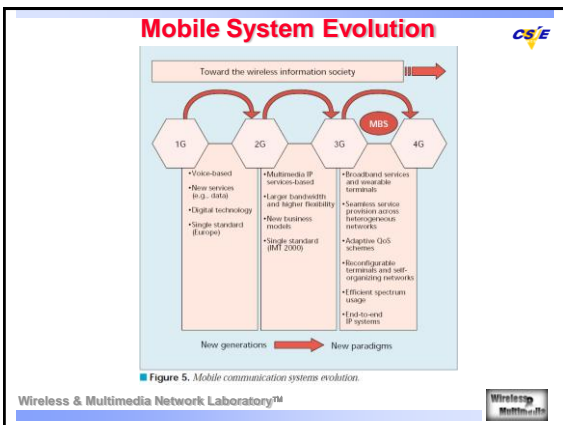 Mobile System Evolution
CSIE
Toward the wireless information society
MBS
1G
2G
3G
4G
•Voice-based
•New services
(e.g., data)
•Digital technology
•Single standard
(Europe)
•Multimedia IP
services-based
•Larger bandwidth
and higher flexibility
•New business
models
•Single standard
(IMT 2000)
•Broadband services
and wearable
terminals
•Seamless service
provision across
heterogeneous
networks
•Adaptive QoS
schemes
•Reconfigurable
terminals and self-
organizing networks
•Efficient spectrum
usage
•End-to-end
IP systems
New generations
New paradigms
Figure 5. Mobile communication systems evolution.
Wireless & Multimedia Network Laboratory™
Wireless
Multimedia